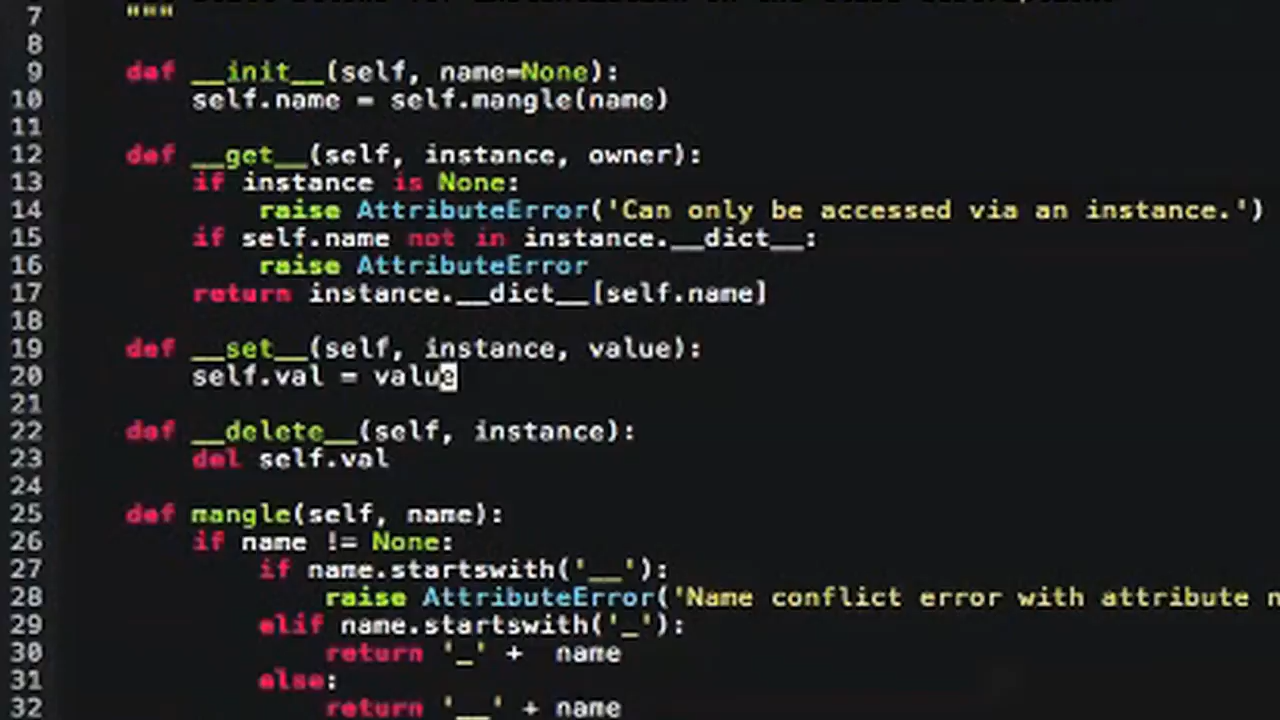 7 """
8
9 def __init__(self, name=None):
10 self.name = self.mangle(name)
11
12 def __get__(self, instance, owner):
13 if instance is None:
14 raise AttributeError('Can only be accessed via an instance.')
15 if self.name not in instance.__dict__:
16 raise AttributeError
17 return instance.__dict__[self.name]
18
19 def __set__(self, instance, value):
20 self.val = value
21
22 def __delete__(self, instance):
23 del self.val
24
25 def mangle(self, name):
26 if name != None:
27 if name.startswith('__'):
28 raise AttributeError('Name conflict error with attribute n
29 elif name.startswith('_'):
30 return '_' +  name
31 else:
32 return '__' + name